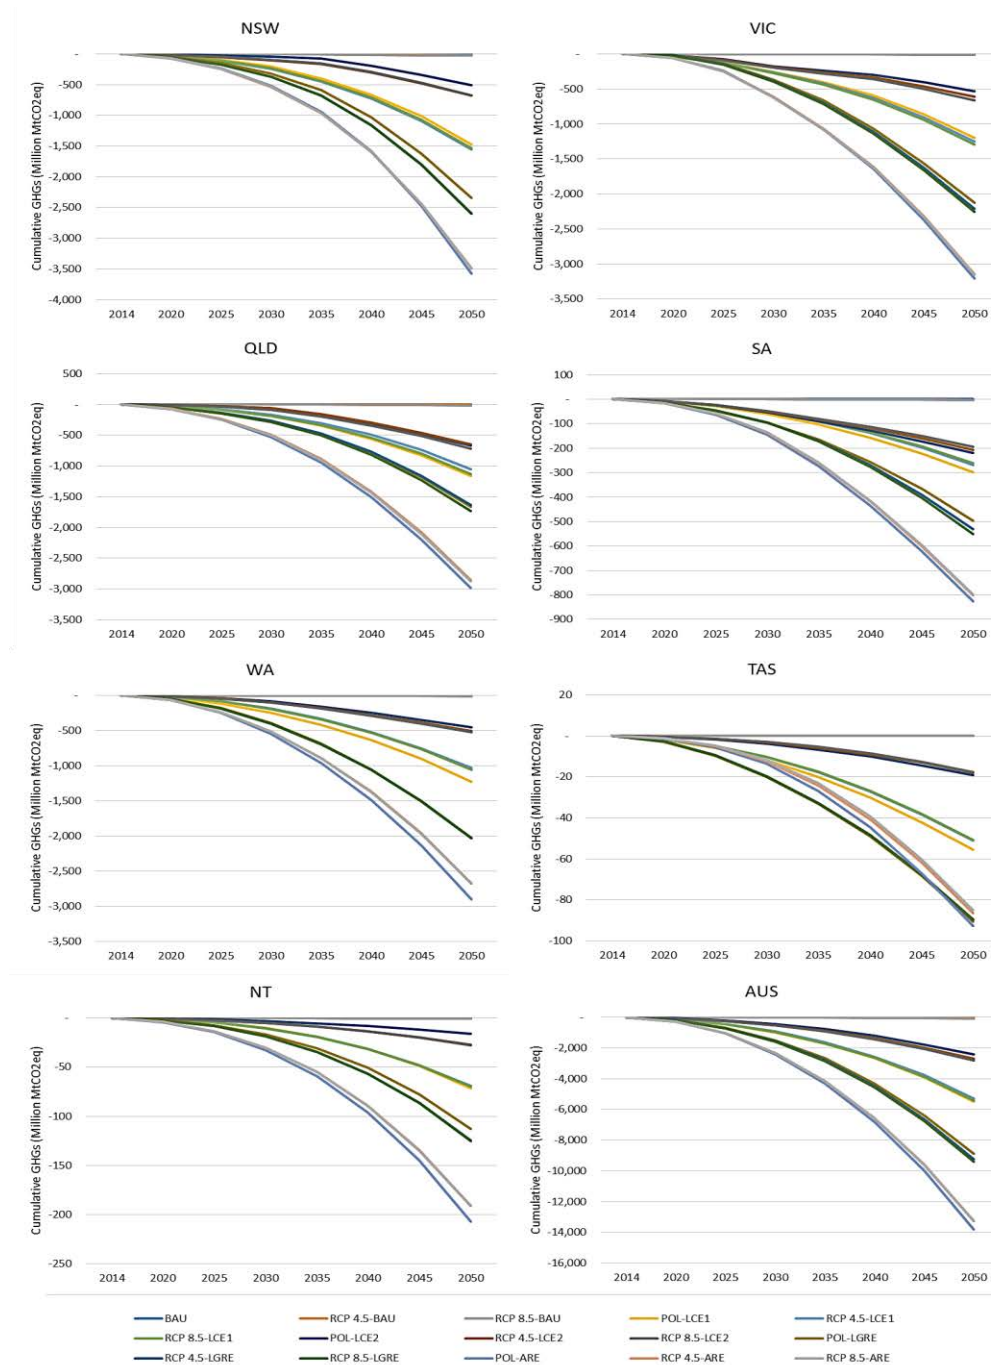 NSW
Cumulative GHGs (Million MtCO2eq)
-
-500
-1,000
-1,500
-2,000
-2,500
-3,000
-3,500
-4,000
2014 2020 2025 2030 2035 2040 2045 2050
VIC
Cumulative GHGs (Million MtCO2eq)
-
-500
-1,000
-1,500
-2,000
-2,500
-3,000
-3,500
2014 2020 2025 2030 2035 2040 2045 2050
QLD
Cumulative GHGs (Million MtCO2eq)
500
-
-500
-1,000
-1,500
-2,000
-2,500
-3,000
-3,500
2014 2020 2025 2030 2035 2040 2045 2050
SA
Cumulative GHGs (Million MtCO2eq)
100
-
-100
-200
-300
-400
-500
-600
-700
-800
-900
2014 2020 2025 2030 2035 2040 2045 2050
WA
Cumulative GHGs (Million MtCO2eq)
-
-500
-1,000
-1,500
-2,000
-2,500
-3,000
-3,500
2014 2020 2025 2030 2035 2040 2045 2050
TAS
Cumulative GHGs (Million MtCO2eq)
20
-
-20
-40
-60
-80
-100
2014 2020 2025 2030 2035 2040 2045 2050
NT
Cumulative GHGs (Million MtCO2eq)
-
-50
-100
-150
-200
-250
2014 2020 2025 2030 2035 2040 2045 2050
AUS
Cumulative GHGs (Million MtCO2eq)
-
-2,000
-4,000
-6,000
-8,000
-10,000
-12,000
-14,000
-16,000
2014 2020 2025 2030 2035 2040 2045 2050
BAU RCP 4.5-BAU RCP 8.5-BAU POL-LCE1 RCP 4.5-LCE1
RCP 8.5-LCE1 POL-LCE2 RCP 4.5-LCE2 RCP 8.5-LCE2 POL-LGRE
RCP 4.5-LGRE RCP 8.5-LGRE POL-ARE RCP 4.5-ARE RCP 8.5-ARE